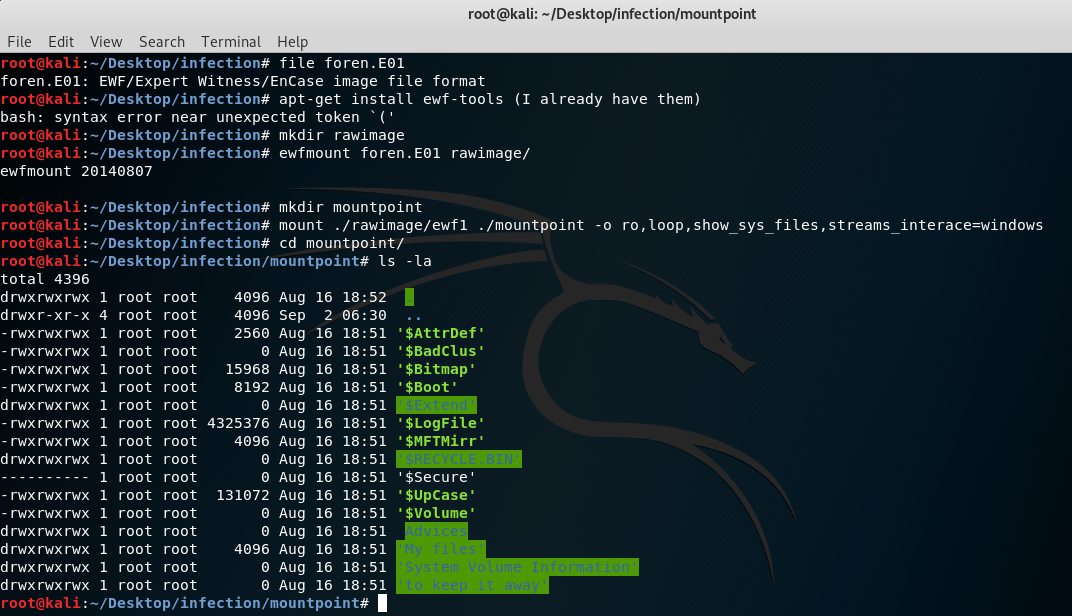 root@kali: ~/Desktop/infection/mountpoint
File Edit View Search Terminal Help
root@kali:~/Desktop/infection# file foren.E01
foren.E01: EWF/Expert Witness/EnCase image file format
root@kali:~/Desktop/infection# apt-get install ewf-tools (I already have them)
bash: syntax error near unexpected token `('
root@kali:~/Desktop/infection# mkdir rawimage
root@kali:~/Desktop/infection# ewfmount foren.E01 rawimage/
ewfmount 20140807
root@kali:~/Desktop/infection# mkdir mountpoint
root@kali:~/Desktop/infection# mount ./rawimage/ewf1 ./mountpoint -o ro,loop,show_sys_files,streams_interace=windows
root@kali:~/Desktop/infection# cd mountpoint/
root@kali:~/Desktop/infection/mountpoint# ls -la
total 4396
drwxrwxrwx 1 root root    4096 Aug 16 18:52  .
drwxr-xr-x 4 root root    4096 Sep  2 06:30  ..
-rwxrwxrwx 1 root root    2560 Aug 16 18:51 '$AttrDef'
-rwxrwxrwx 1 root root       0 Aug 16 18:51 '$BadClus'
-rwxrwxrwx 1 root root   15968 Aug 16 18:51 '$Bitmap'
-rwxrwxrwx 1 root root    8192 Aug 16 18:51 '$Boot'
drwxrwxrwx 1 root root       0 Aug 16 18:51 '$Extend'
-rwxrwxrwx 1 root root 4325376 Aug 16 18:51 '$LogFile'
-rwxrwxrwx 1 root root    4096 Aug 16 18:51 '$MFTMirr'
drwxrwxrwx 1 root root       0 Aug 16 18:51 '$RECYCLE.BIN'
---------- 1 root root       0 Aug 16 18:51 '$Secure'
-rwxrwxrwx 1 root root  131072 Aug 16 18:51 '$UpCase'
-rwxrwxrwx 1 root root       0 Aug 16 18:51 '$Volume'
drwxrwxrwx 1 root root       0 Aug 16 18:51  Advices
drwxrwxrwx 1 root root    4096 Aug 16 18:51 'My files'
drwxrwxrwx 1 root root       0 Aug 16 18:51 'System Volume Information'
drwxrwxrwx 1 root root       0 Aug 16 18:51 'to keep it away'
root@kali:~/Desktop/infection/mountpoint#